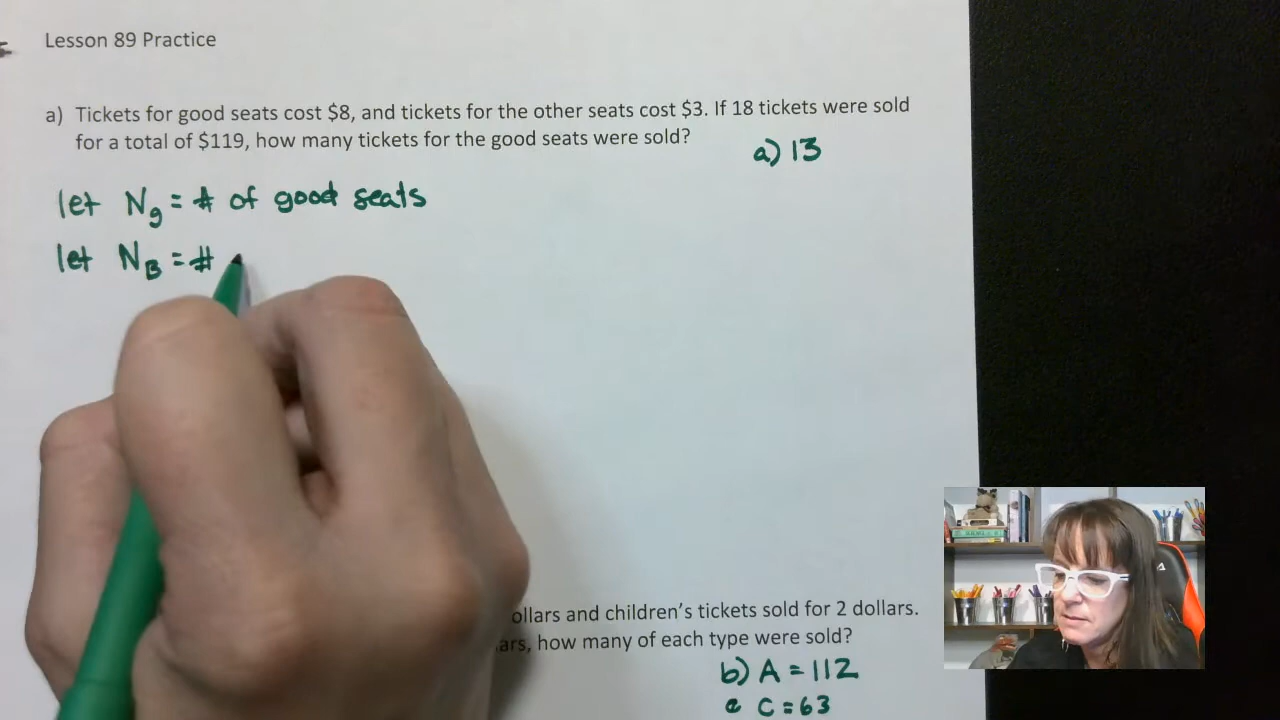 Lesson 89 Practice
a) Tickets for good seats cost $8, and tickets for the other seats cost $3. If 18 tickets were sold
for a total of $119, how many tickets for the good seats were sold?
a) 13
let Ng = # of good seats
let NB = #
ollars and children's tickets sold for 2 dollars.
ars, how many of each type were sold?
b) A = 112
C = 63